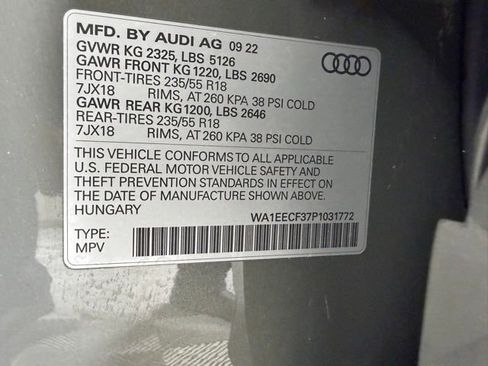 MFD. BY AUDI AG 09 22
GVWR KG 2325, LBS 5126
GAWR FRONT KG 1220, LBS 2690
FRONT-TIRES 235/55 R18
7JX18 RIMS, AT 260 KPA 38 PSI COLD
GAWR REAR KG 1200, LBS 2646
REAR-TIRES 235/55 R18
7JX18 RIMS, AT 260 KPA 38 PSI COLD
THIS VEHICLE CONFORMS TO ALL APPLICABLE
U.S. FEDERAL MOTOR VEHICLE SAFETY AND
THEFT PREVENTION STANDARDS IN EFFECT ON
THE DATE OF MANUFACTURE SHOWN ABOVE.
HUNGARY WA1EECF37P1031772
TYPE:
MPV